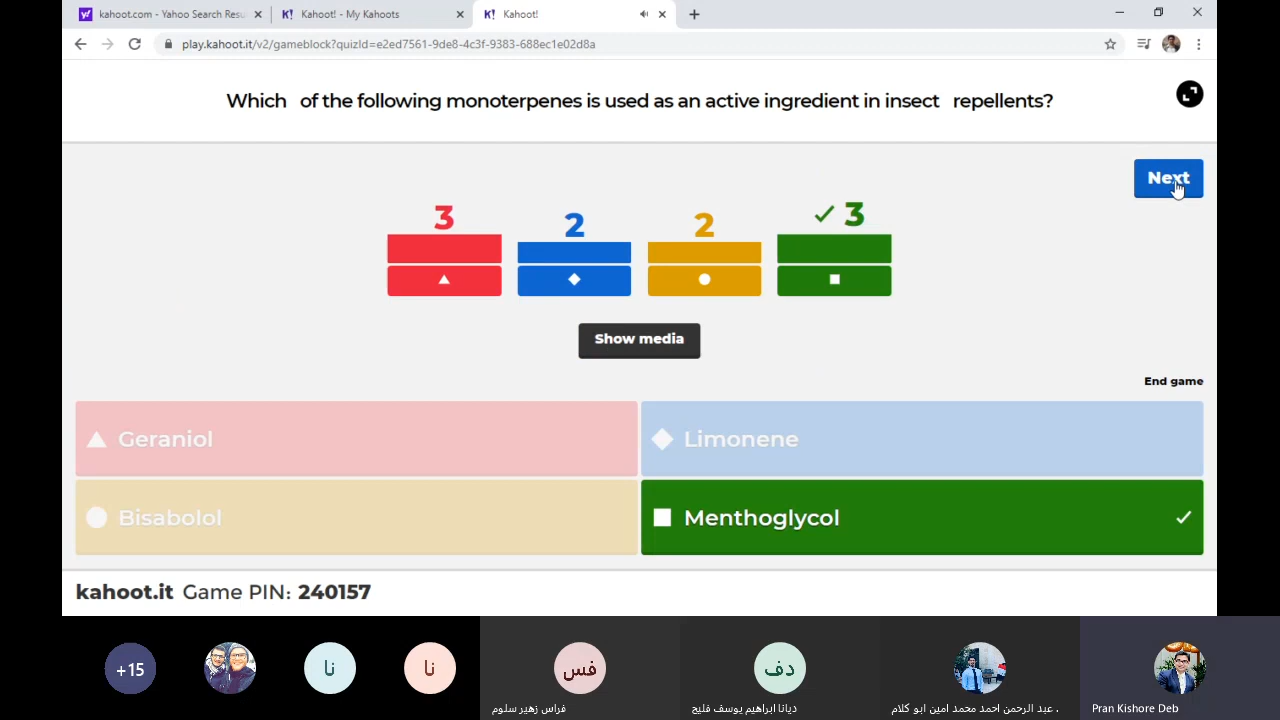 kahoot.com - Yahoo Search Resu
Kahoot! - My Kahoots
Kahoot!
play.kahoot.it/v2/gameblock?quizId=e2ed7561-9de8-4c3f-9383-688ec1e02d8a
Which of the following monoterpenes is used as an active ingredient in insect repellents?
Next
3
2
2
3
Show media
End game
Geraniol
Limonene
Bisabolol
Menthoglycol
kahoot.it Game PIN: 240157
+15
نا
نا
فس
دف
فراس زهير سلوم
ديانا ابراهيم يوسف فليح
عبد الرحمن احمد محمد امين ابو كلام .
Pran Kishore Deb